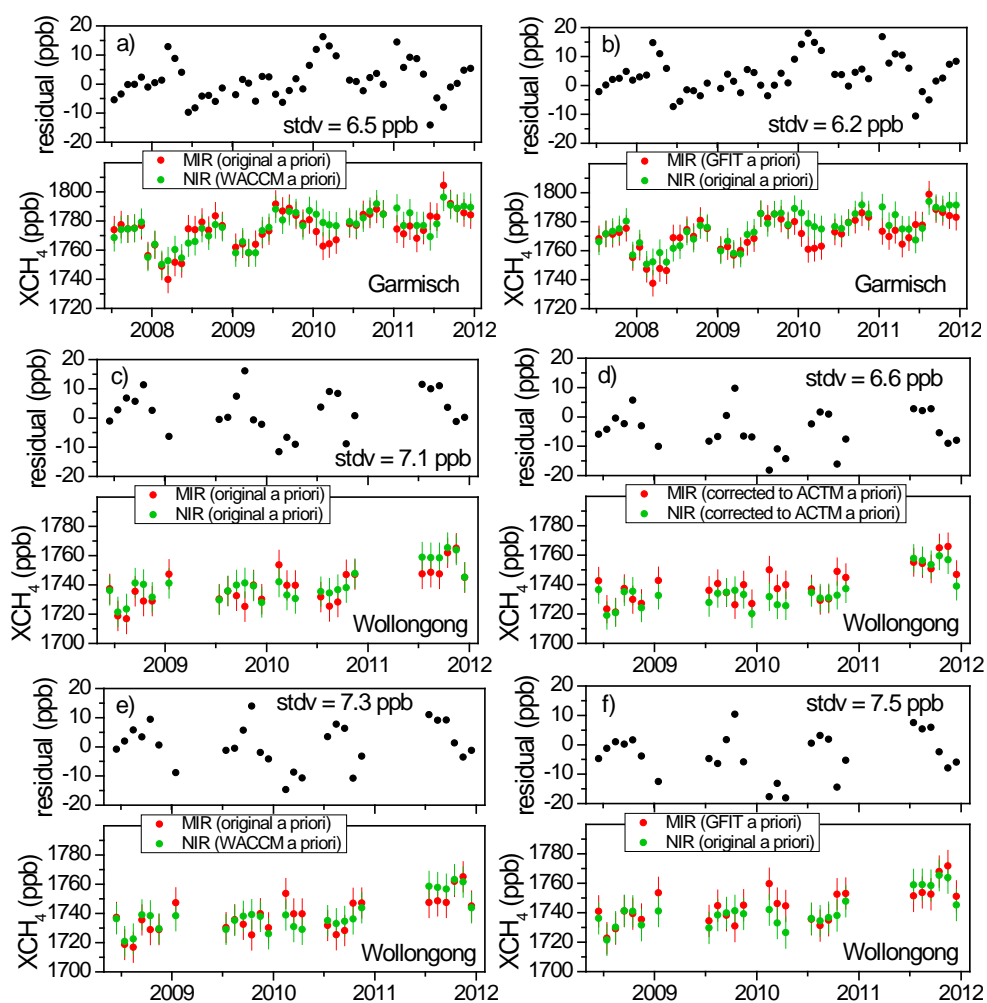 a)
residual (ppb)
20
10
0
-10
-20
stdv = 6.5 ppb
MIR (original a priori)
NIR (WACCM a priori)
XCH4 (ppb)
1800
1780
1760
1740
1720
Garmisch
2008 2009 2010 2011 2012
b)
residual (ppb)
20
10
0
-10
-20
stdv = 6.2 ppb
MIR (GFIT a priori)
NIR (original a priori)
XCH4 (ppb)
1800
1780
1760
1740
1720
Garmisch
2008 2009 2010 2011 2012
c)
residual (ppb)
20
10
0
-10
-20
stdv = 7.1 ppb
MIR (original a priori)
NIR (original a priori)
XCH4 (ppb)
1780
1760
1740
1720
1700
Wollongong
2009 2010 2011 2012
d)
residual (ppb)
20
10
0
-10
-20
stdv = 6.6 ppb
MIR (corrected to ACTM a priori)
NIR (corrected to ACTM a priori)
XCH4 (ppb)
1780
1760
1740
1720
1700
Wollongong
2009 2010 2011 2012
e)
residual (ppb)
20
10
0
-10
-20
stdv = 7.3 ppb
MIR (original a priori)
NIR (WACCM a priori)
XCH4 (ppb)
1780
1760
1740
1720
1700
Wollongong
2009 2010 2011 2012
f)
residual (ppb)
20
10
0
-10
-20
stdv = 7.5 ppb
MIR (GFIT a priori)
NIR (original a priori)
XCH4 (ppb)
1780
1760
1740
1720
1700
Wollongong
2009 2010 2011 2012